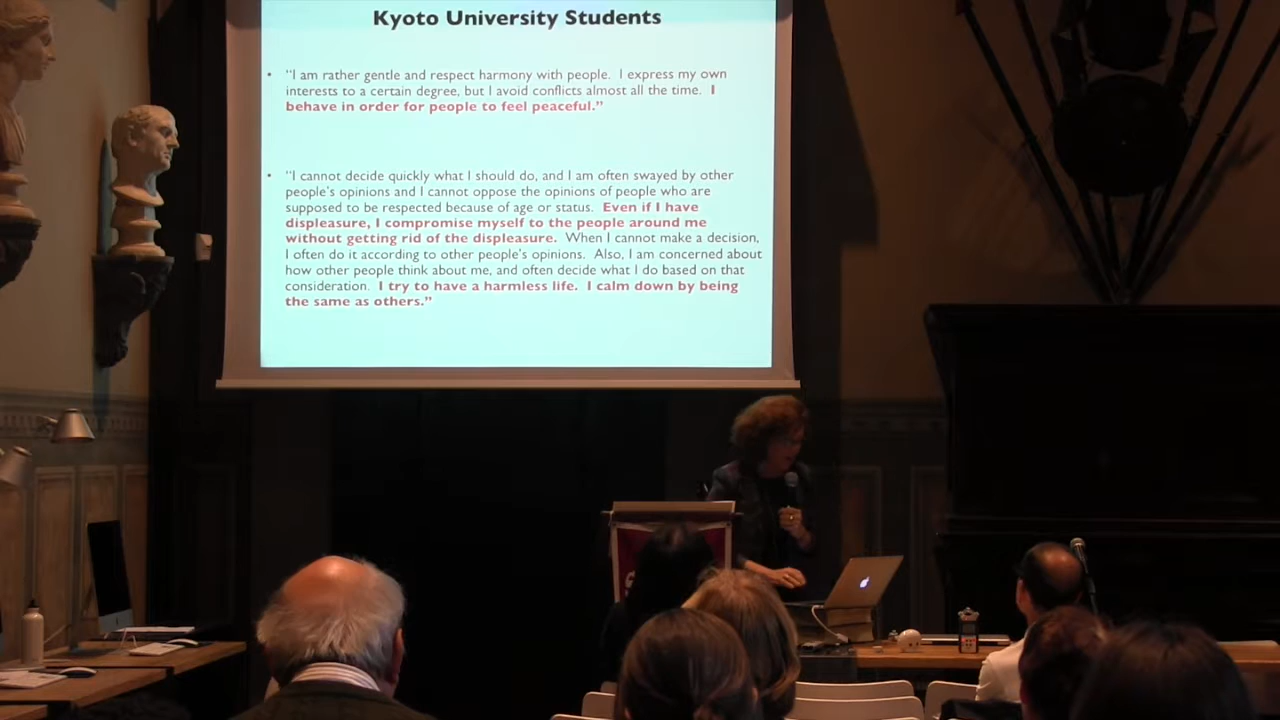 Kyoto University Students
• “I am rather gentle and respect harmony with people. I express my own
interests to a certain degree, but I avoid conflicts almost all the time. I
behave in order for people to feel peaceful.”
• “I cannot decide quickly what I should do, and I am often swayed by other
people’s opinions and I cannot oppose the opinions of people who are
supposed to be respected because of age or status. Even if I have
displeasure, I compromise myself to the people around me
without getting rid of the displeasure. When I cannot make a decision,
I often do it according to other people’s opinions. Also, I am concerned about
how other people think about me, and often decide what I do based on that
consideration. I try to have a harmless life. I calm down by being
the same as others.”